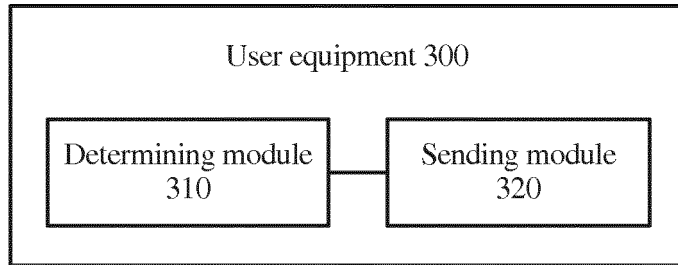 User equipment 300
Determining module
310
Sending module
320